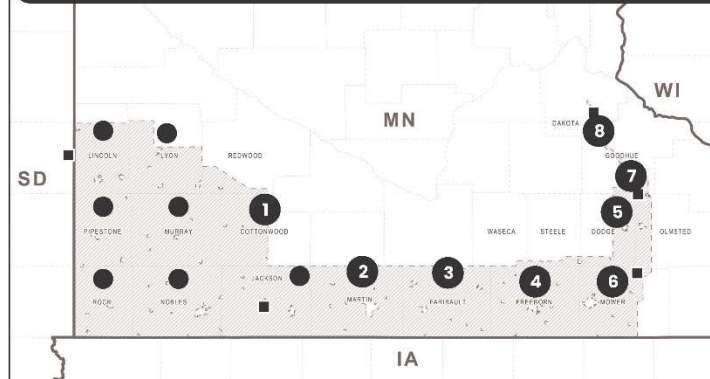 WI
MN
DAKOTA
8
LINCOLN
LYON
REDWOOD
GOODHUE
7
SD
1
5
PIPESTONE
MURRAY
COTTONWOOD
WASECA
STEELE
DODGE
OLMSTED
JACKSON
2
3
4
6
ROCK
NOBLES
MARTIN
FARIBAULT
FREEBORN
MOWER
IA